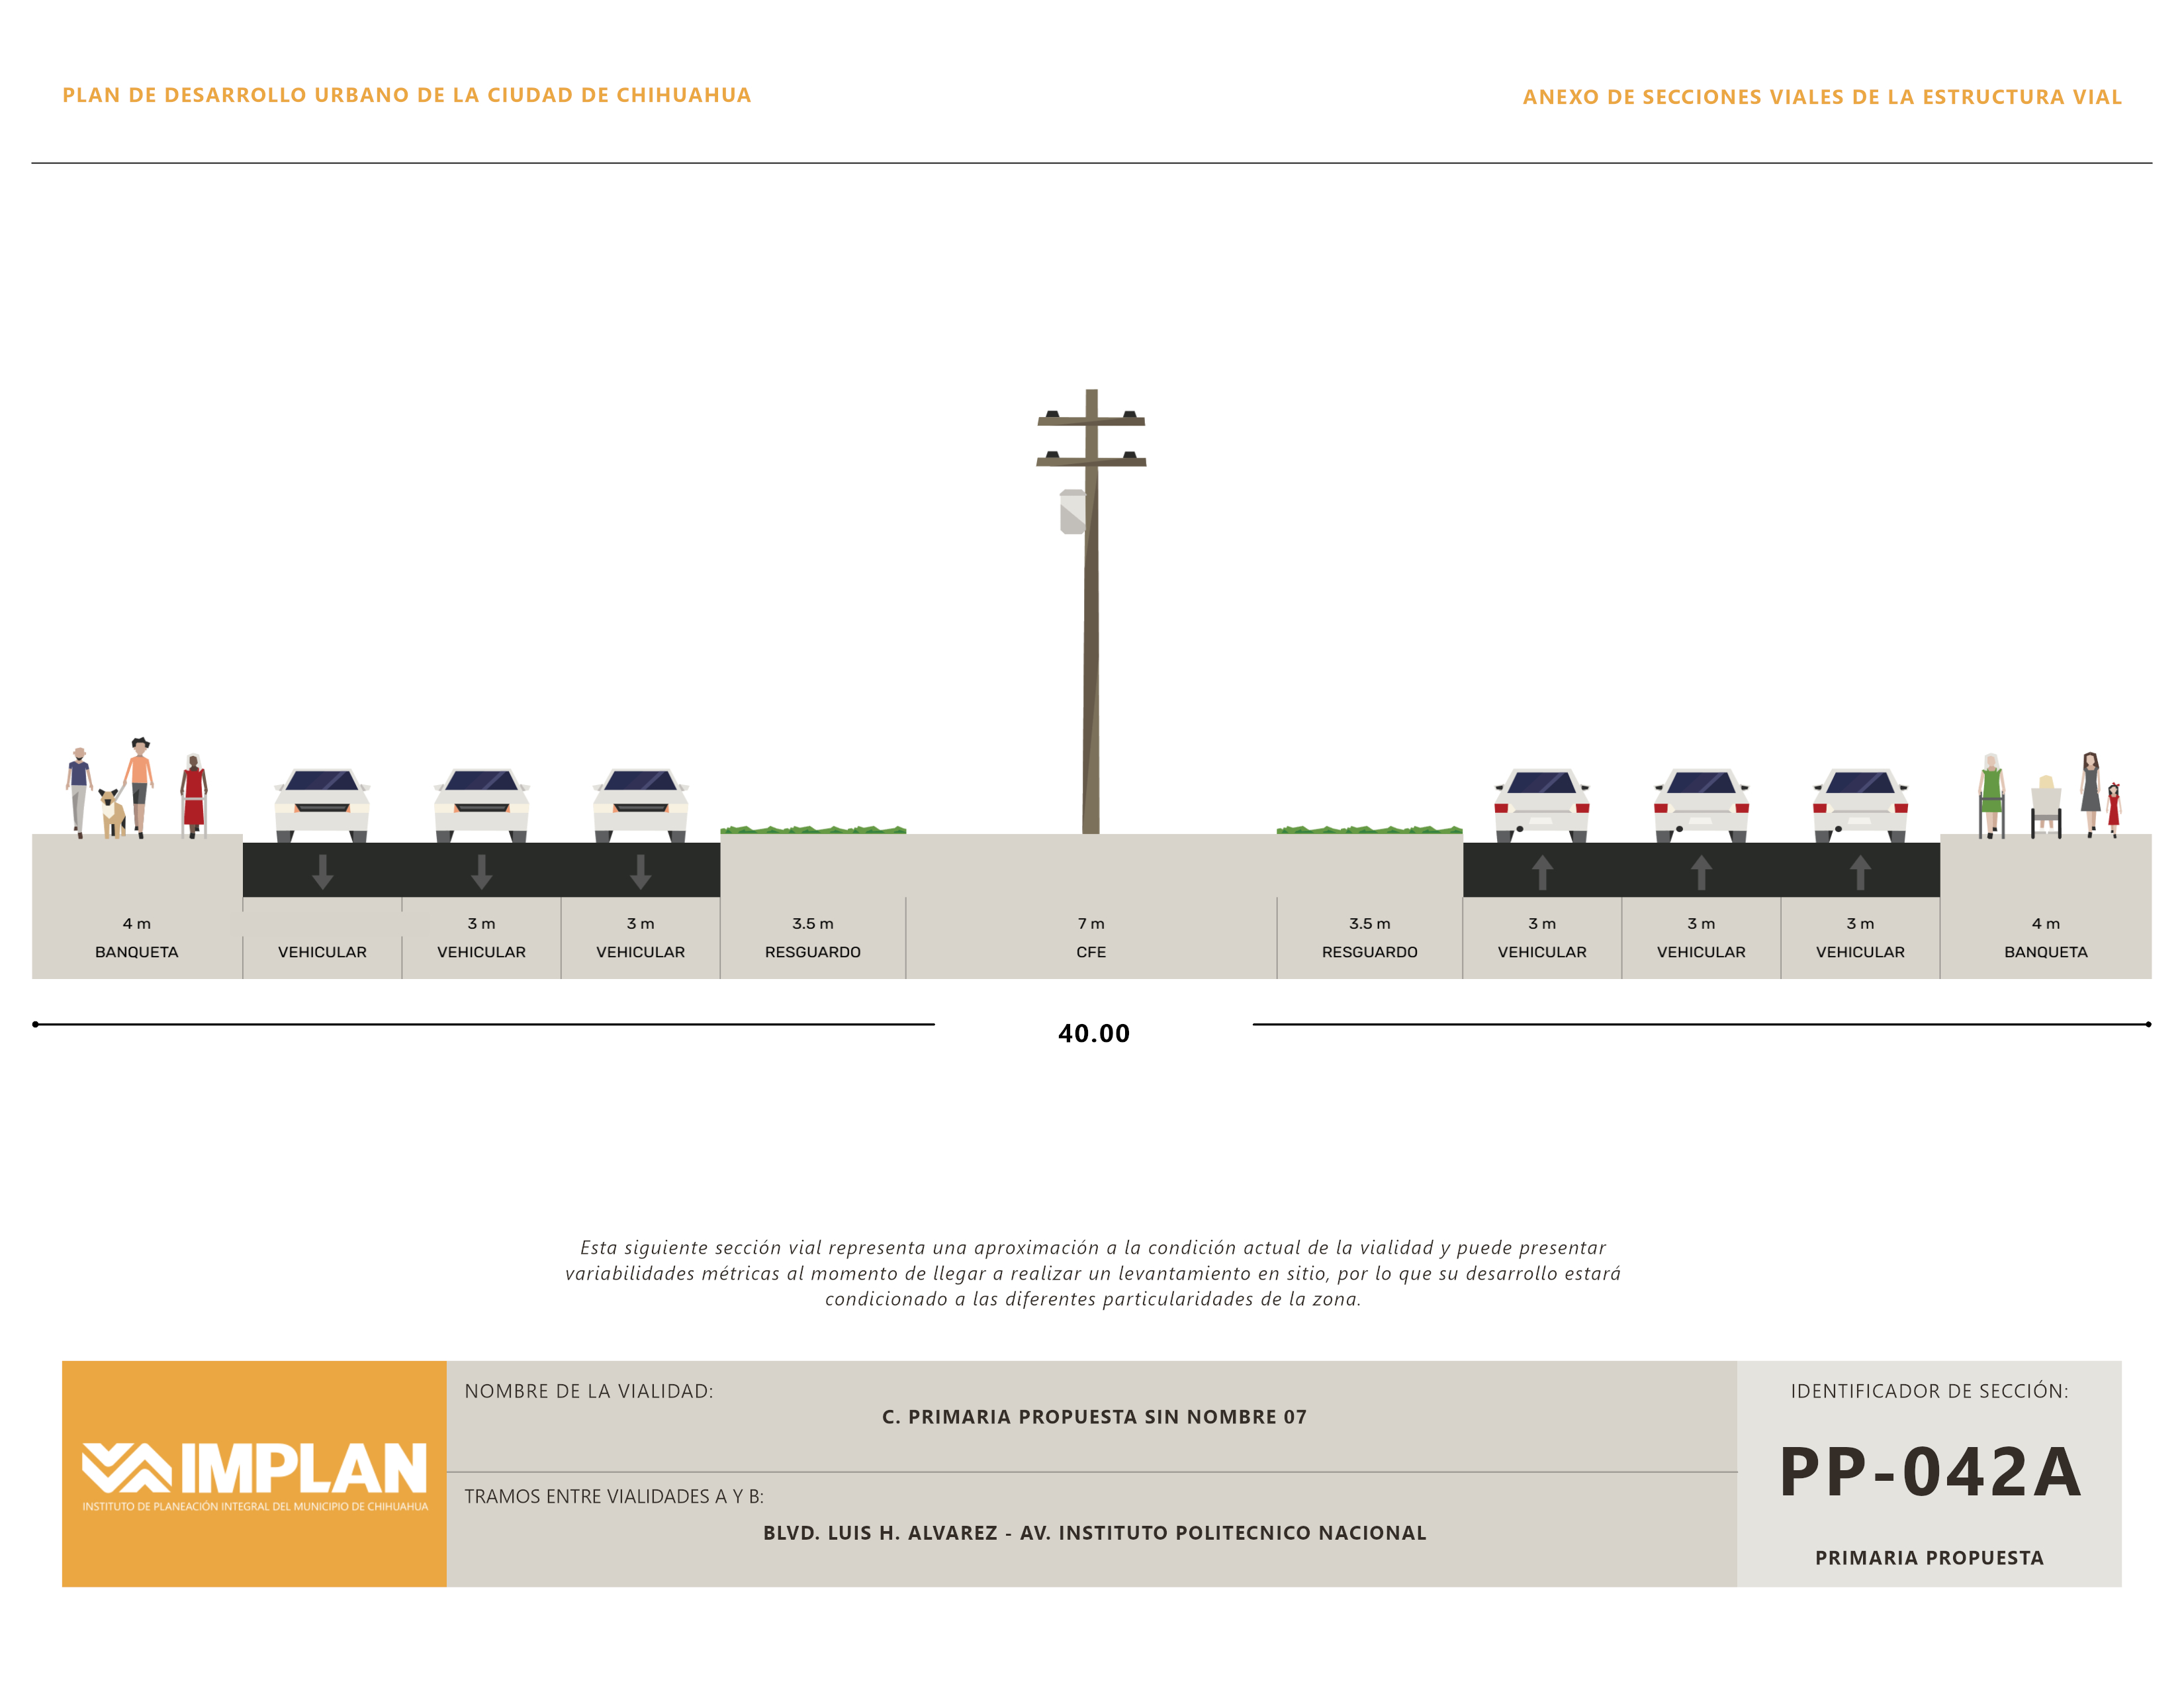 PLAN DE DESARROLLO URBANO DE LA CIUDAD DE CHIHUAHUA
ANEXO DE SECCIONES VIALES DE LA ESTRUCTURA VIAL
4 m
BANQUETA
VEHICULAR
3 m
VEHICULAR
3 m
VEHICULAR
3.5 m
RESGUARDO
7 m
CFE
3.5 m
RESGUARDO
3 m
VEHICULAR
3 m
VEHICULAR
3 m
VEHICULAR
4 m
BANQUETA
40.00
Esta siguiente sección vial representa una aproximación a la condición actual de la vialidad y puede presentar
variabilidades métricas al momento de llegar a realizar un levantamiento en sitio, por lo que su desarrollo estará
condicionado a las diferentes particularidades de la zona.
IMPLAN
INSTITUTO DE PLANEACIÓN INTEGRAL DEL MUNICIPIO DE CHIHUAHUA
NOMBRE DE LA VIALIDAD:
C. PRIMARIA PROPUESTA SIN NOMBRE 07
TRAMOS ENTRE VIALIDADES A Y B:
BLVD. LUIS H. ALVAREZ - AV. INSTITUTO POLITECNICO NACIONAL
IDENTIFICADOR DE SECCIÓN:
PP-042A
PRIMARIA PROPUESTA